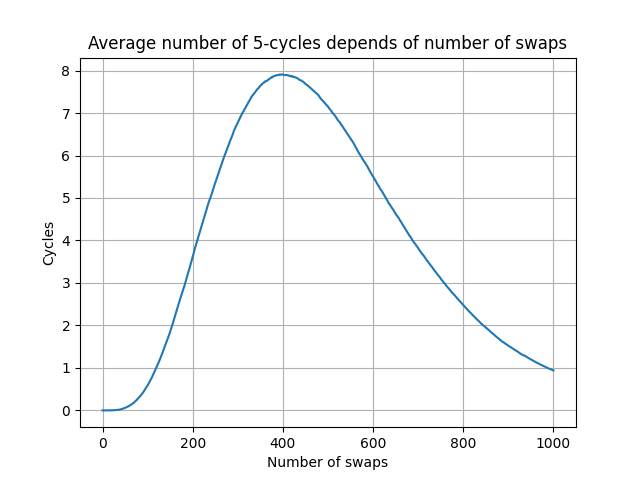 Average number of 5-cycles depends of number of swaps
8
7
6
5
4
3
2
1
0
Cycles
0 200 400 600 800 1000
Number of swaps